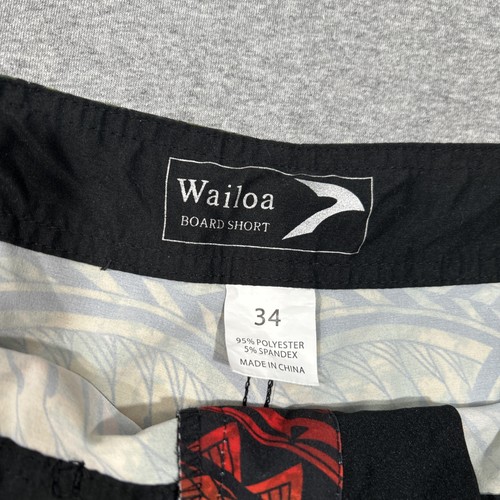 Wailoa
BOARD SHORT
34
95% POLYESTER
5% SPANDEX
MADE IN CHINA